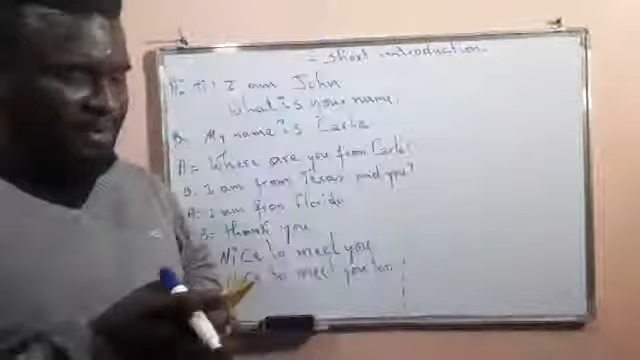 = short introduction.
A= Hi! I am John
What is your name.
B. My name is Carla
A= Where are you from Carla?
B. I am from Texas and you?
A: I am from Florida
B= thank you
Nice to meet you
to meet you too.